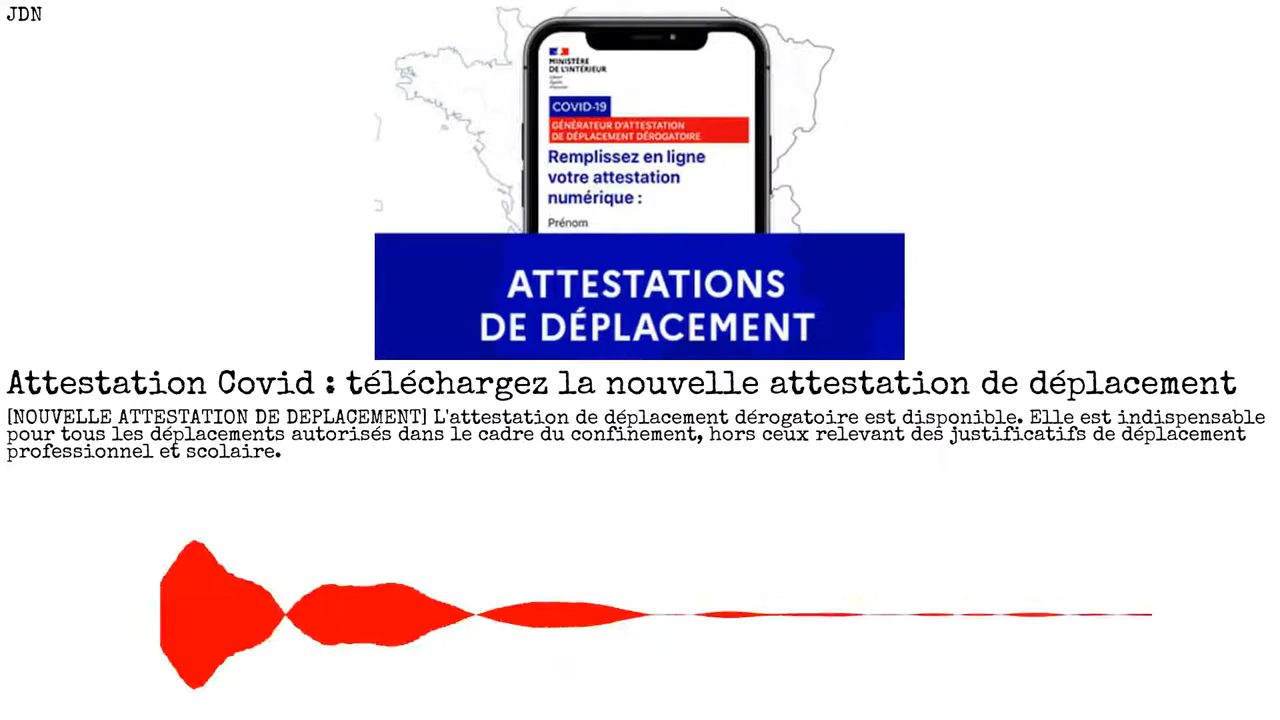 JDN
MINISTÈRE
DE L'INTÉRIEUR
COVID-19
GÉNÉRATEUR D'ATTESTATION
DE DÉPLACEMENT DÉROGATOIRE
Remplissez en ligne
votre attestation
numérique :
Prénom
ATTESTATIONS
DE DÉPLACEMENT
Attestation Covid : téléchargez la nouvelle attestation de déplacement
[NOUVELLE ATTESTATION DE DEPLACEMENT] L'attestation de déplacement dérogatoire est disponible. Elle est indispensable
pour tous les déplacements autorisés dans le cadre du confinement, hors ceux relevant des justificatifs de déplacement
professionnel et scolaire.